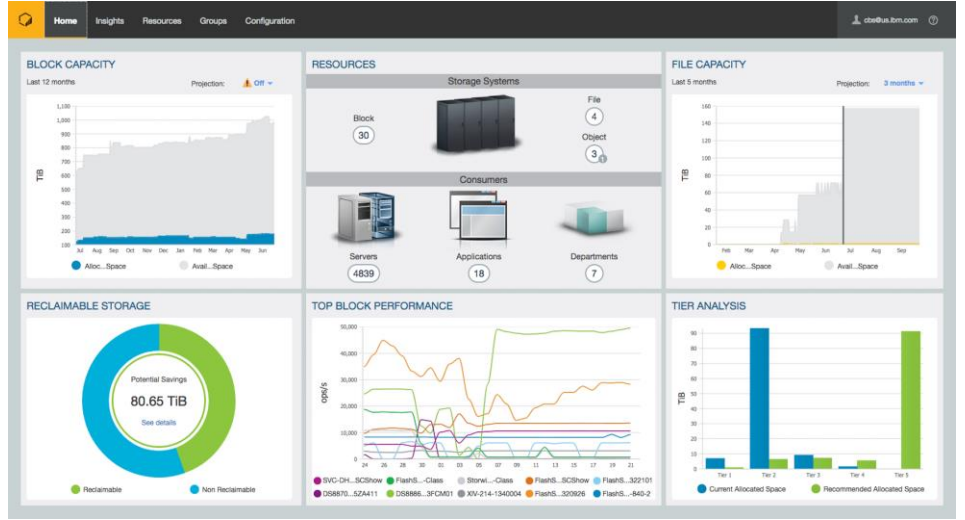 Home Insights Resources Groups Configuration cbs@us.ibm.com
BLOCK CAPACITY
Last 12 months Projection: Off
1,100
1,000
900
800
700
600
500
400
300
200
100
TiB
Jul Aug Sep Oct Nov Dec Jan Feb Mar Apr May Jun
Alloc...Space Avail...Space
RESOURCES
Storage Systems
Block
30
File
4
Object
3
Consumers
Servers Applications Departments
4839 18 7
FILE CAPACITY
Last 5 months Projection: 3 months
160
140
120
100
80
60
40
20
0
TiB
Feb Mar Apr May Jun Jul Aug Sep
Alloc...Space Avail...Space
RECLAIMABLE STORAGE
Potential Savings
80.65 TiB
See details
Reclaimable Non Reclaimable
TOP BLOCK PERFORMANCE
50,000
40,000
30,000
20,000
10,000
0
ops/s
24 26 28 30 01 03 05 07 09 11 13 15 17 19 21
SVC-DH...SCShow FlashS...-Class Storwi...-Class FlashS...SCShow FlashS...322101
DS8870...5ZA411 DS8886...3FCM01 XIV-214-1340004 FlashS...320926 FlashS...-840-2
TIER ANALYSIS
90
80
70
60
50
40
30
20
10
0
TiB
Tier 1 Tier 2 Tier 3 Tier 4 Tier 5
Current Allocated Space Recommended Allocated Space